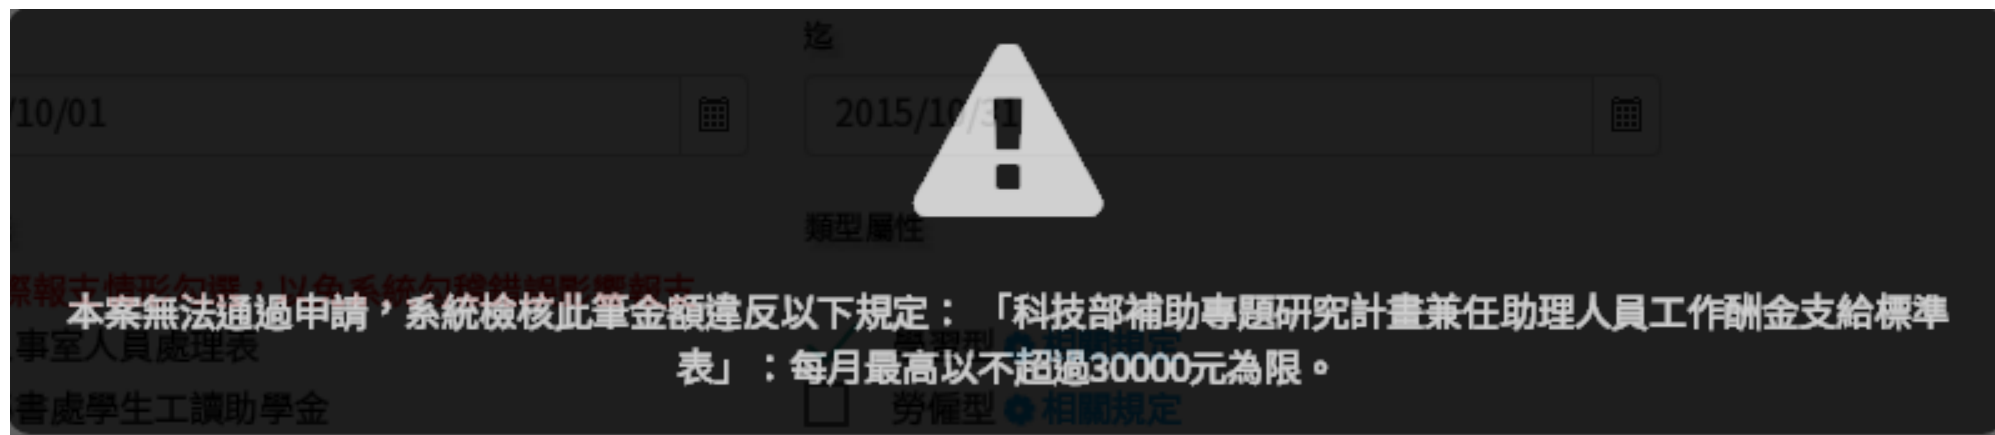 迄
/10/01
2015/10/31
類型屬性
本案無法通過申請，系統檢核此筆金額違反以下規定： 「科技部補助專題研究計畫兼任助理人員工作酬金支給標準
表」：每月最高以不超過30000元為限。
事室人員處理表
學習型 相關規定
書處學生工讀助學金
勞僱型 相關規定